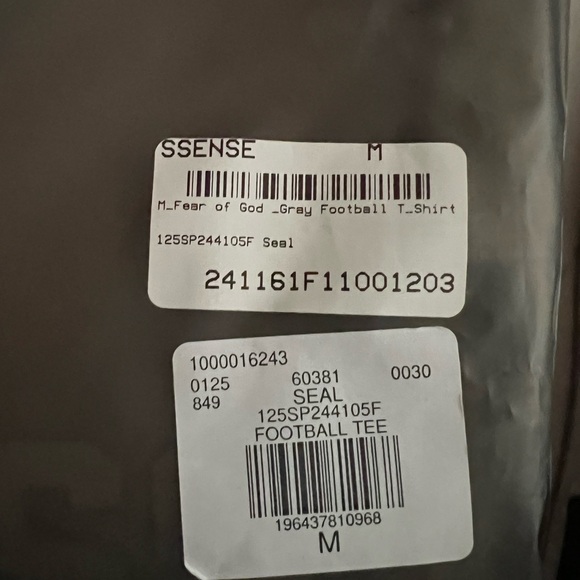 SSENSE M
M_Fear of God _Gray Football T_Shirt
125SP244105F Seal
241161F11001203
1000016243
0125 60381 0030
849 SEAL
125SP244105F
FOOTBALL TEE
196437810968
M